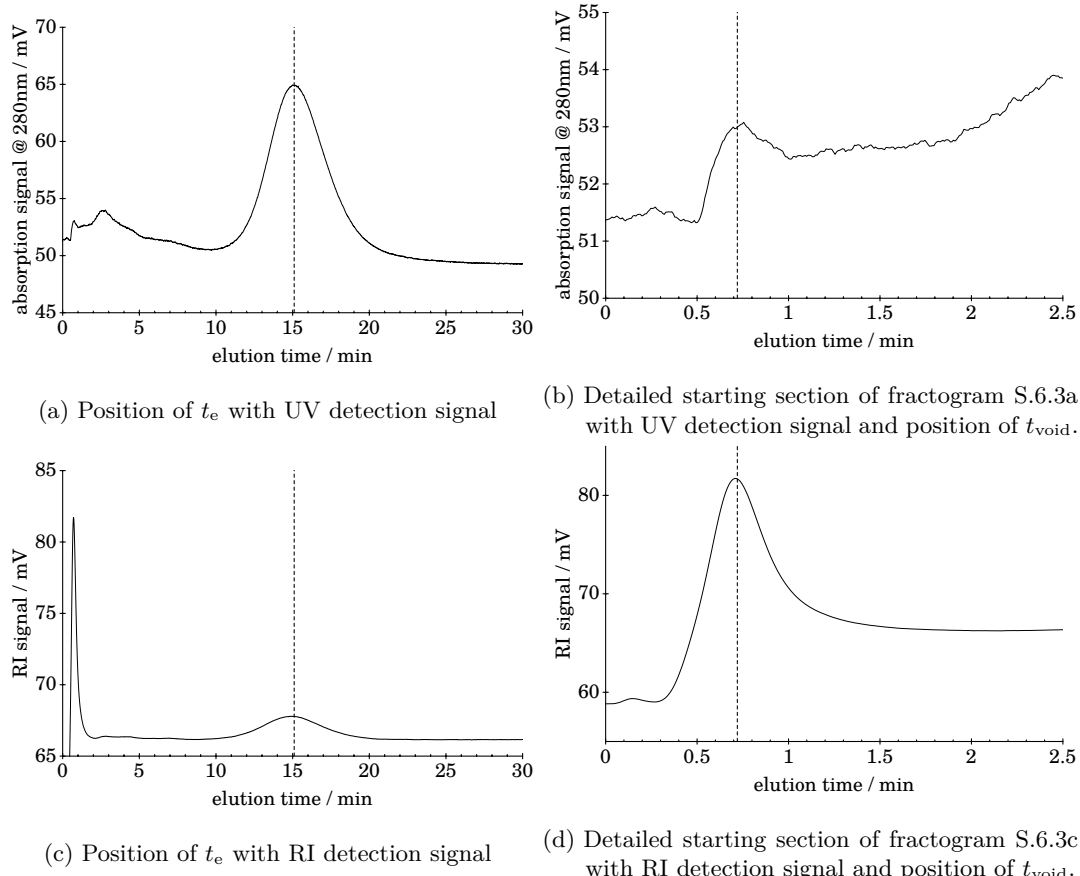 70
65
60
55
50
45
absorption signal @ 280nm / mV
0 5 10 15 20 25 30
elution time / min
(a) Position of te with UV detection signal
55
54
53
52
51
50
absorption signal @ 280nm / mV
0.0 0.5 1 1.5 2 2.5
elution time / min
(b) Detailed starting section of fractogram S.6.3a
with UV detection signal and position of tvoid.
85
80
75
70
65
RI signal / mV
0 5 10 15 20 25 30
elution time / min
(c) Position of te with RI detection signal
80
70
60
RI signal / mV
0.0 0.5 1 1.5 2 2.5
elution time / min
(d) Detailed starting section of fractogram S.6.3c
with RI detection signal and position of tvoid.